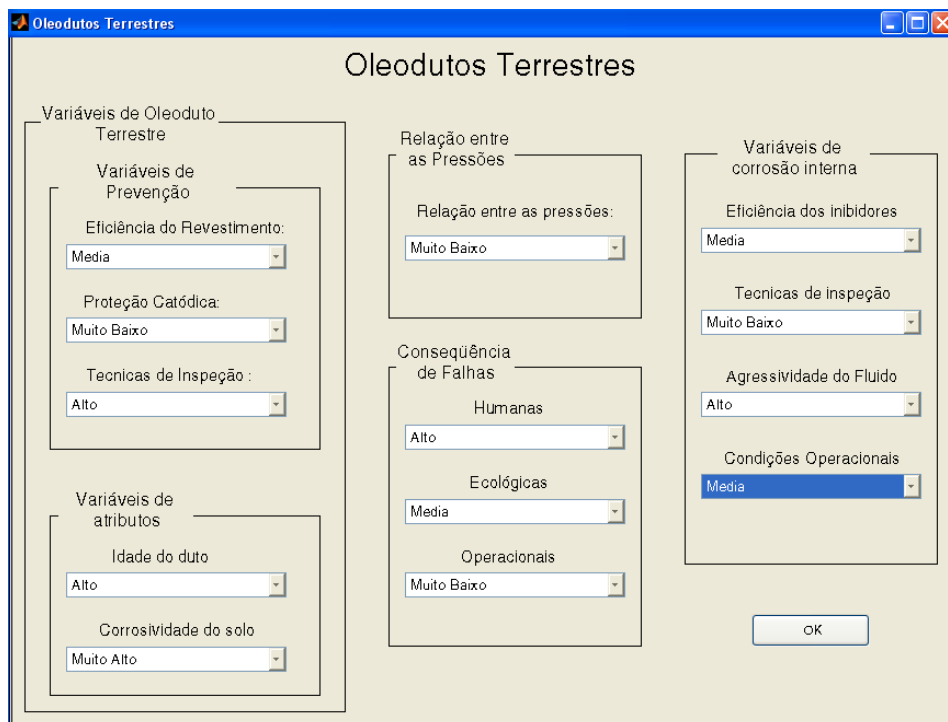 Oleodutos Terrestres
Oleodutos Terrestres
Variáveis de Oleoduto
Terrestre
Variáveis de
Prevenção
Eficiência do Revestimento:
Media
Proteção Catódica:
Muito Baixo
Tecnicas de Inspeção :
Alto
Variáveis de
atributos
Idade do duto
Alto
Corrosividade do solo
Muito Alto
Relação entre
as Pressões
Relação entre as pressões:
Muito Baixo
Conseqüência
de Falhas
Humanas
Alto
Ecológicas
Media
Operacionais
Muito Baixo
Variáveis de
corrosão interna
Eficiência dos inibidores
Media
Tecnicas de inspeção
Muito Baixo
Agressividade do Fluido
Alto
Condições Operacionais
Media
OK